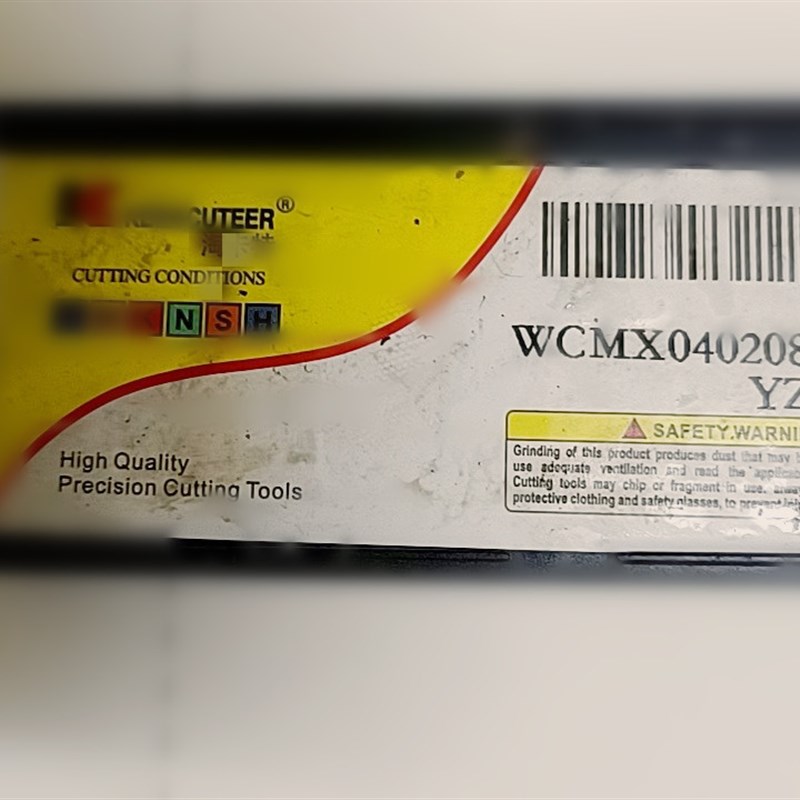 CUTEER®
CUTTING CONDITIONS
N S H
High Quality
Precision Cutting Tools
WCMX040208
YZ
SAFETY WARNI
Grinding of this product produces dust that may b
use adequate ventilation and read the applica
Cutting tools may chip or fragment in use.
protective clothing and safety glasses, to prevent